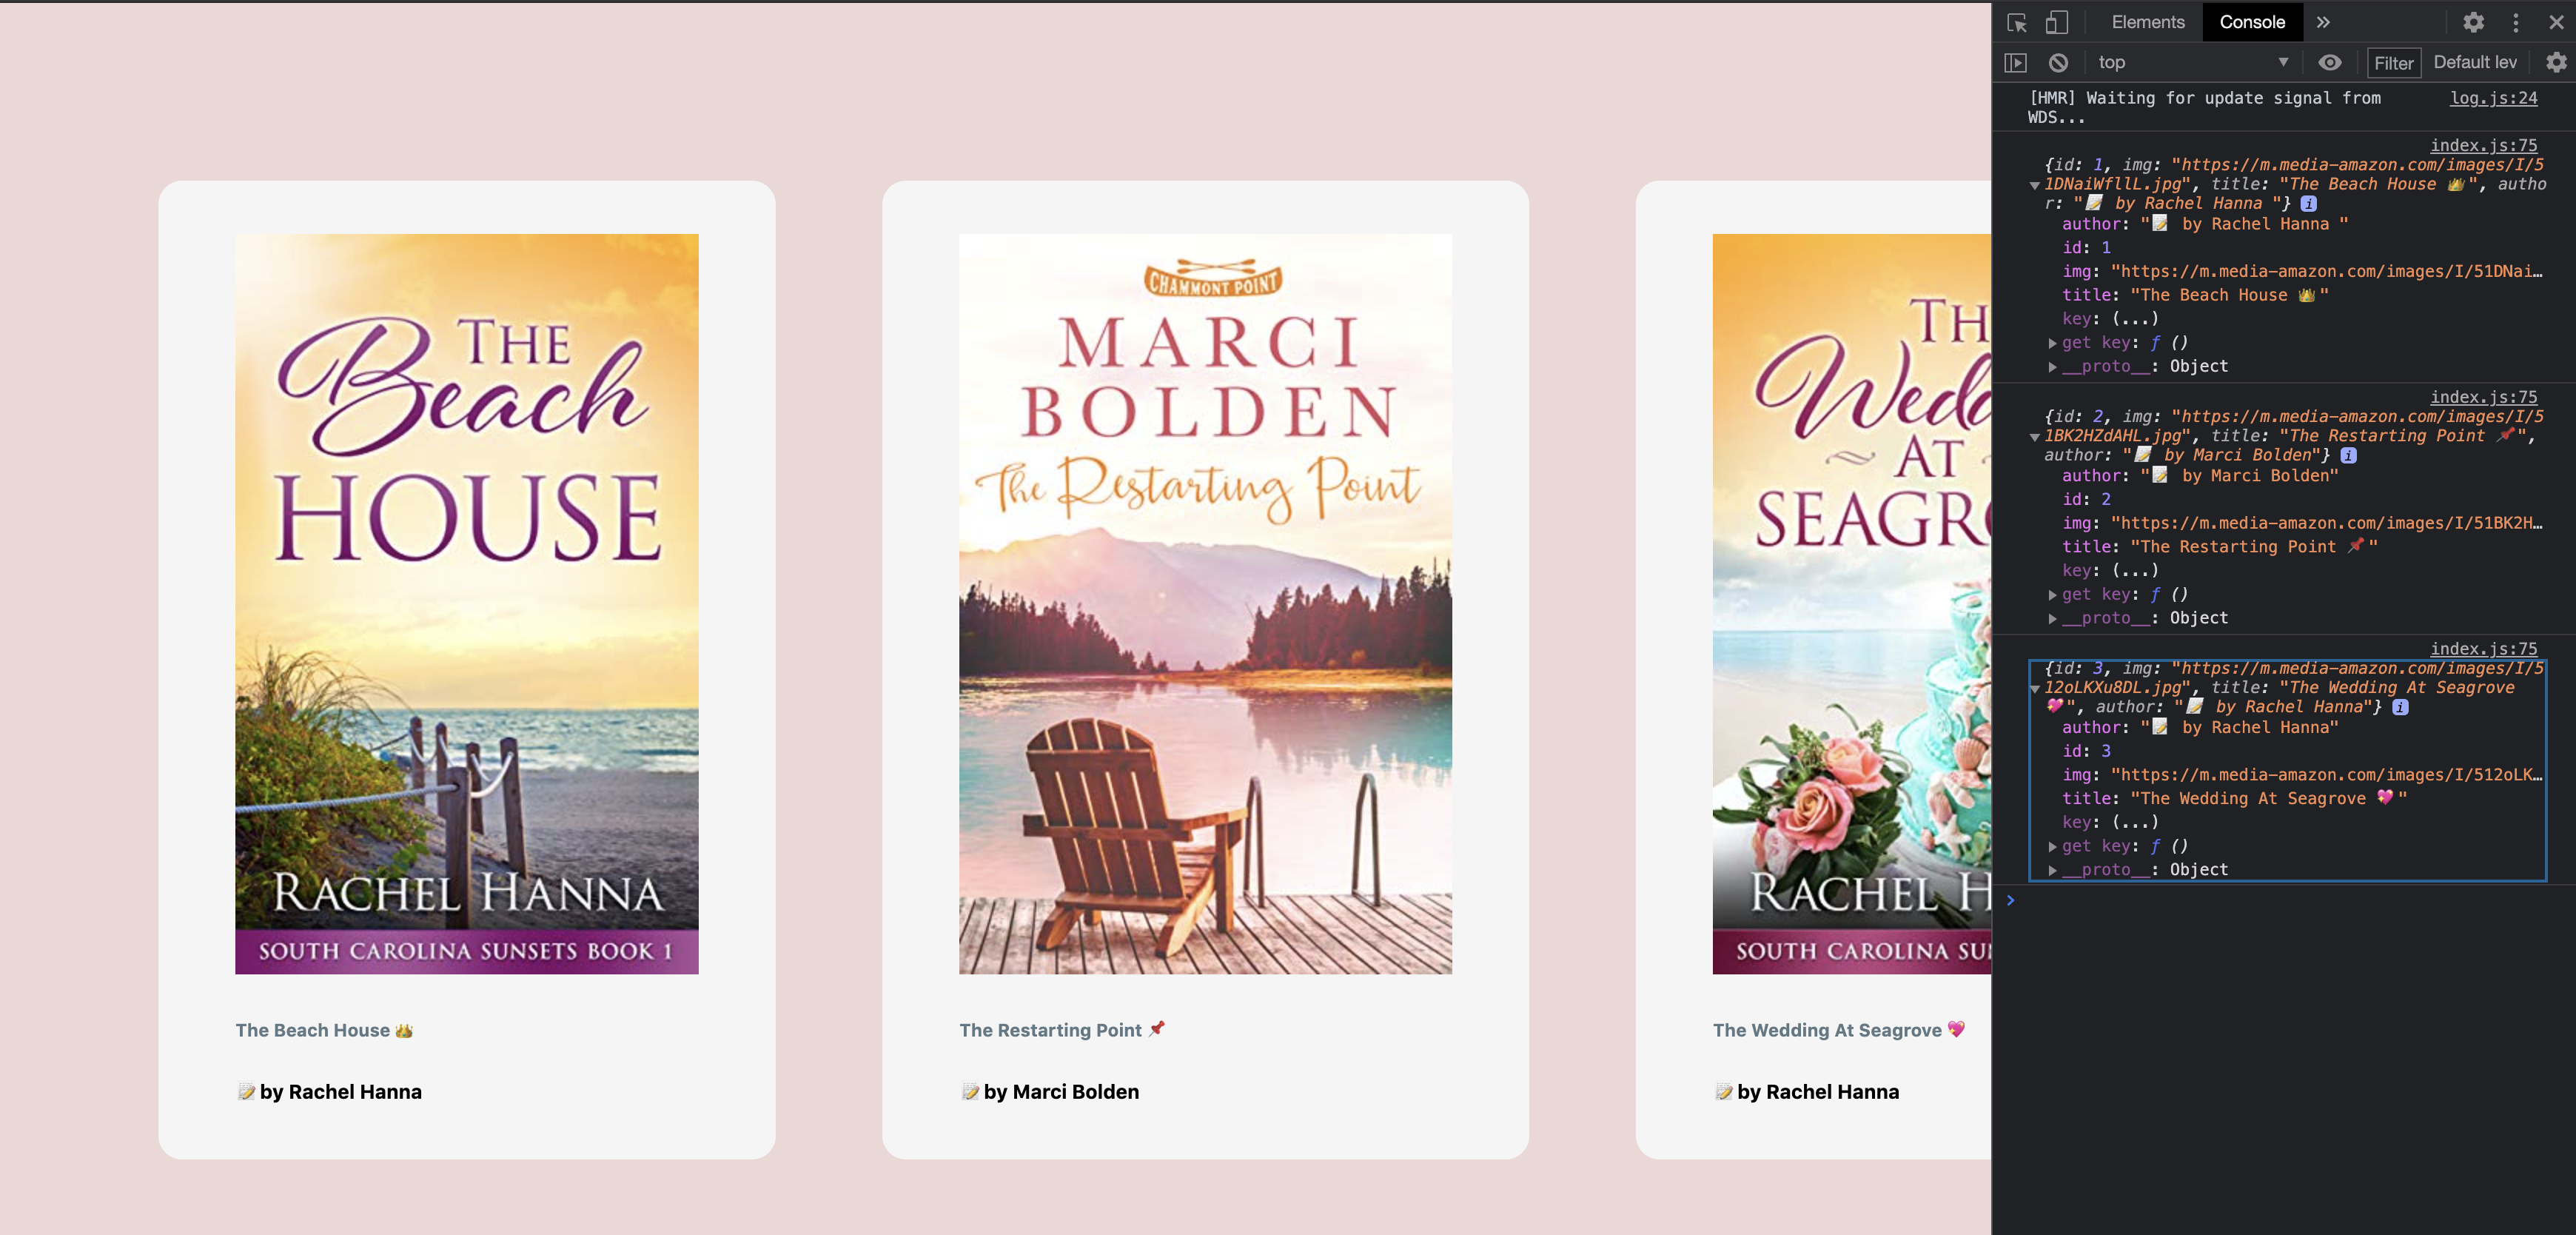 THE
Beach
HOUSE
RACHEL HANNA
SOUTH CAROLINA SUNSETS BOOK 1
The Beach House 👑
📝 by Rachel Hanna
CHAMMONT POINT
MARCI
BOLDEN
The Restarting Point
The Restarting Point 📌
📝 by Marci Bolden
TH
Wedd
AT
SEAGRO
RACHEL H
SOUTH CAROLINA SU
The Wedding At Seagrove 💖
📝 by Rachel Hanna
Elements Console »
top Filter Default lev
[HMR] Waiting for update signal from log.js:24
WDS...
index.js:75
{id: 1, img: "https://m.media-amazon.com/images/I/5
1DNaiWfllL.jpg", title: "The Beach House 👑", autho
r: "📝 by Rachel Hanna "} i
author: "📝 by Rachel Hanna "
id: 1
img: "https://m.media-amazon.com/images/I/51DNai…
title: "The Beach House 👑"
key: (...)
get key: ƒ ()
__proto__: Object
index.js:75
{id: 2, img: "https://m.media-amazon.com/images/I/5
1BK2HZdAHL.jpg", title: "The Restarting Point 📌",
author: "📝 by Marci Bolden"} i
author: "📝 by Marci Bolden"
id: 2
img: "https://m.media-amazon.com/images/I/51BK2H…
title: "The Restarting Point 📌"
key: (...)
get key: ƒ ()
__proto__: Object
index.js:75
{id: 3, img: "https://m.media-amazon.com/images/I/5
12oLKXu8DL.jpg", title: "The Wedding At Seagrove
💖", author: "📝 by Rachel Hanna"} i
author: "📝 by Rachel Hanna"
id: 3
img: "https://m.media-amazon.com/images/I/512oLK…
title: "The Wedding At Seagrove 💖"
key: (...)
get key: ƒ ()
__proto__: Object